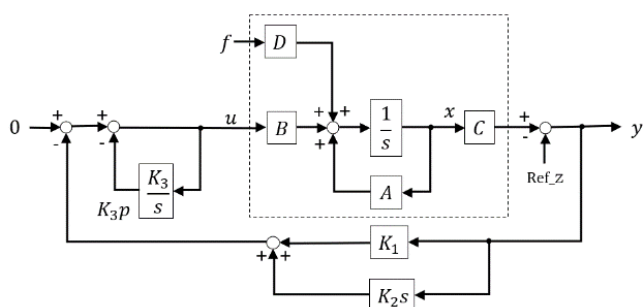 f D
+ +
0 + - + - u B + + 1/s x C + - y
K₃/s A Ref_z
K₃p
K₁
+ +
K₂s